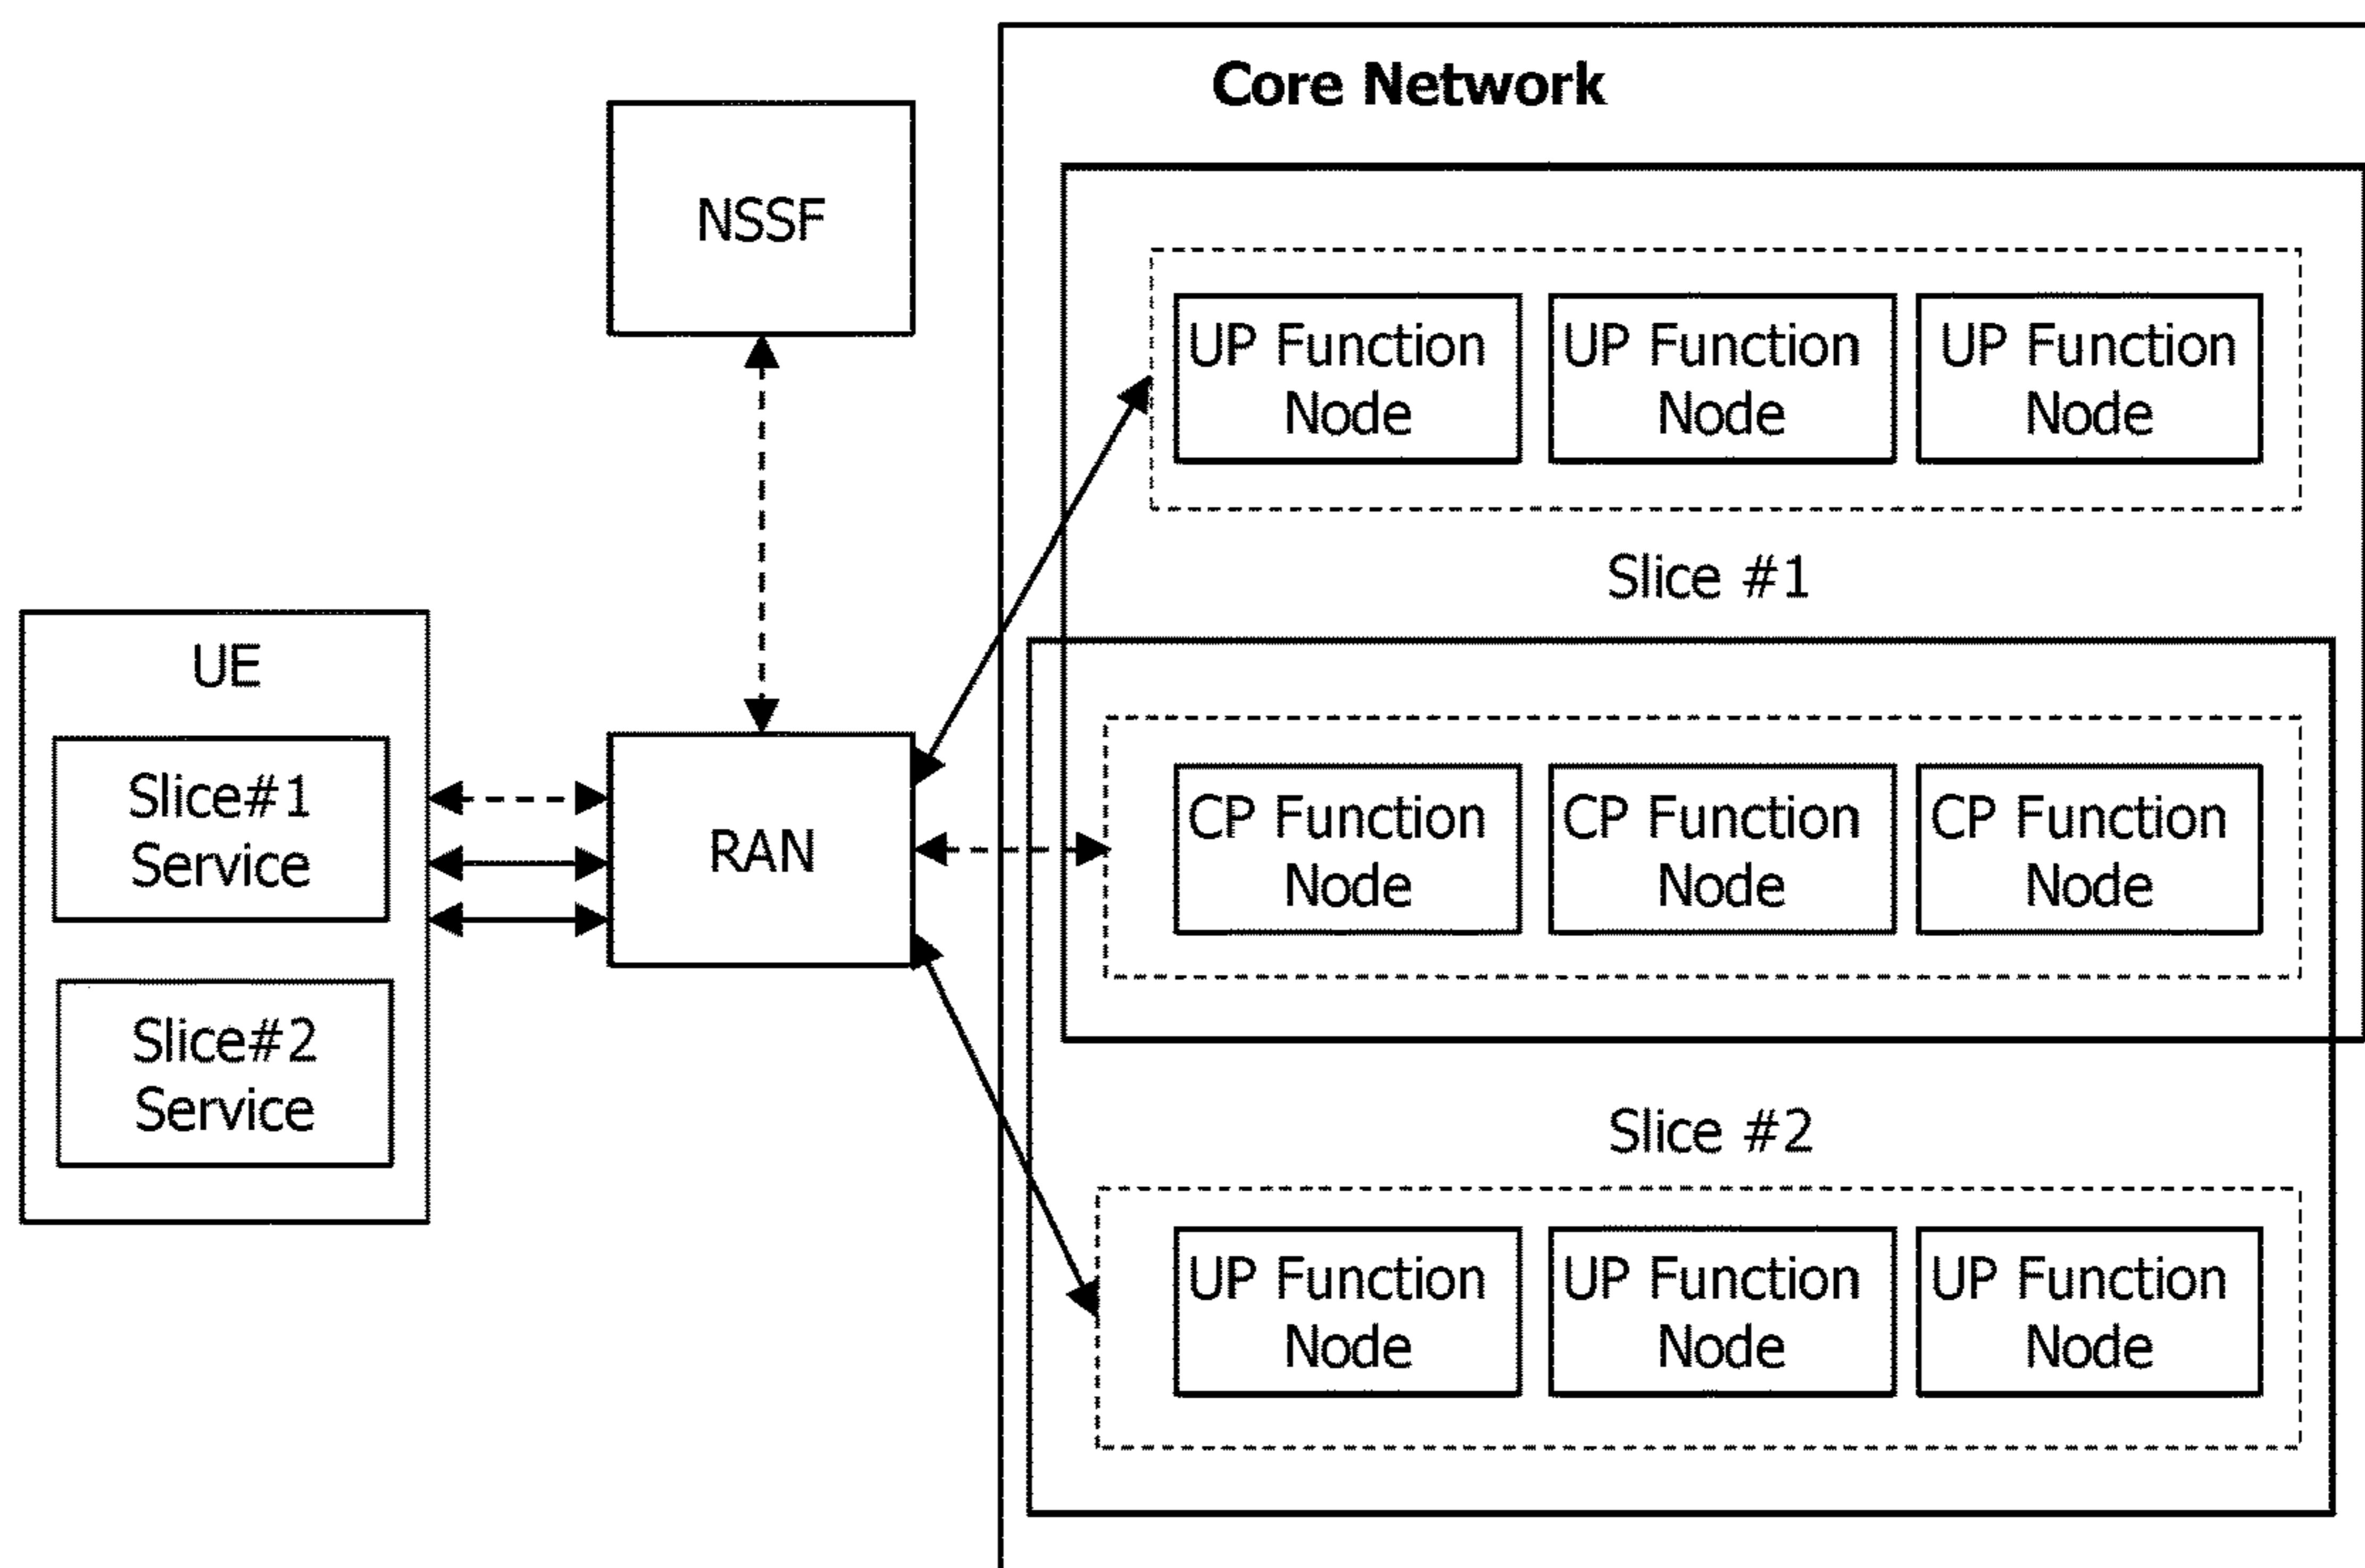 Core Network
NSSF
UP Function
Node
UP Function
Node
UP Function
Node
Slice #1
UE
Slice#1
Service
Slice#2
Service
RAN
CP Function
Node
CP Function
Node
CP Function
Node
Slice #2
UP Function
Node
UP Function
Node
UP Function
Node